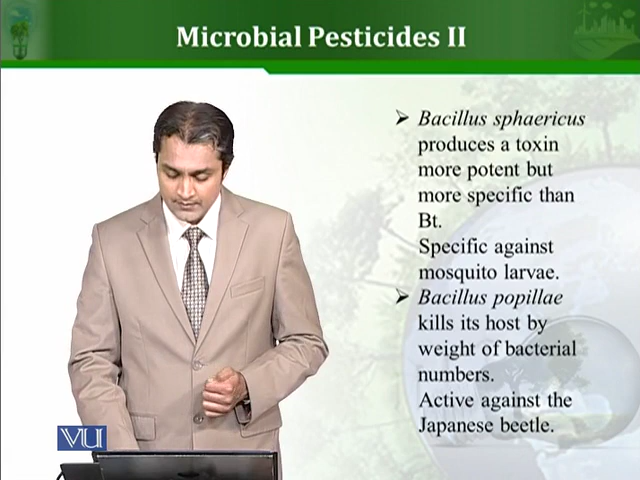 Microbial Pesticides II
➢ Bacillus sphaericus
produces a toxin
more potent but
more specific than
Bt.
Specific against
mosquito larvae.
➢ Bacillus popillae
kills its host by
weight of bacterial
numbers.
Active against the
Japanese beetle.
VU